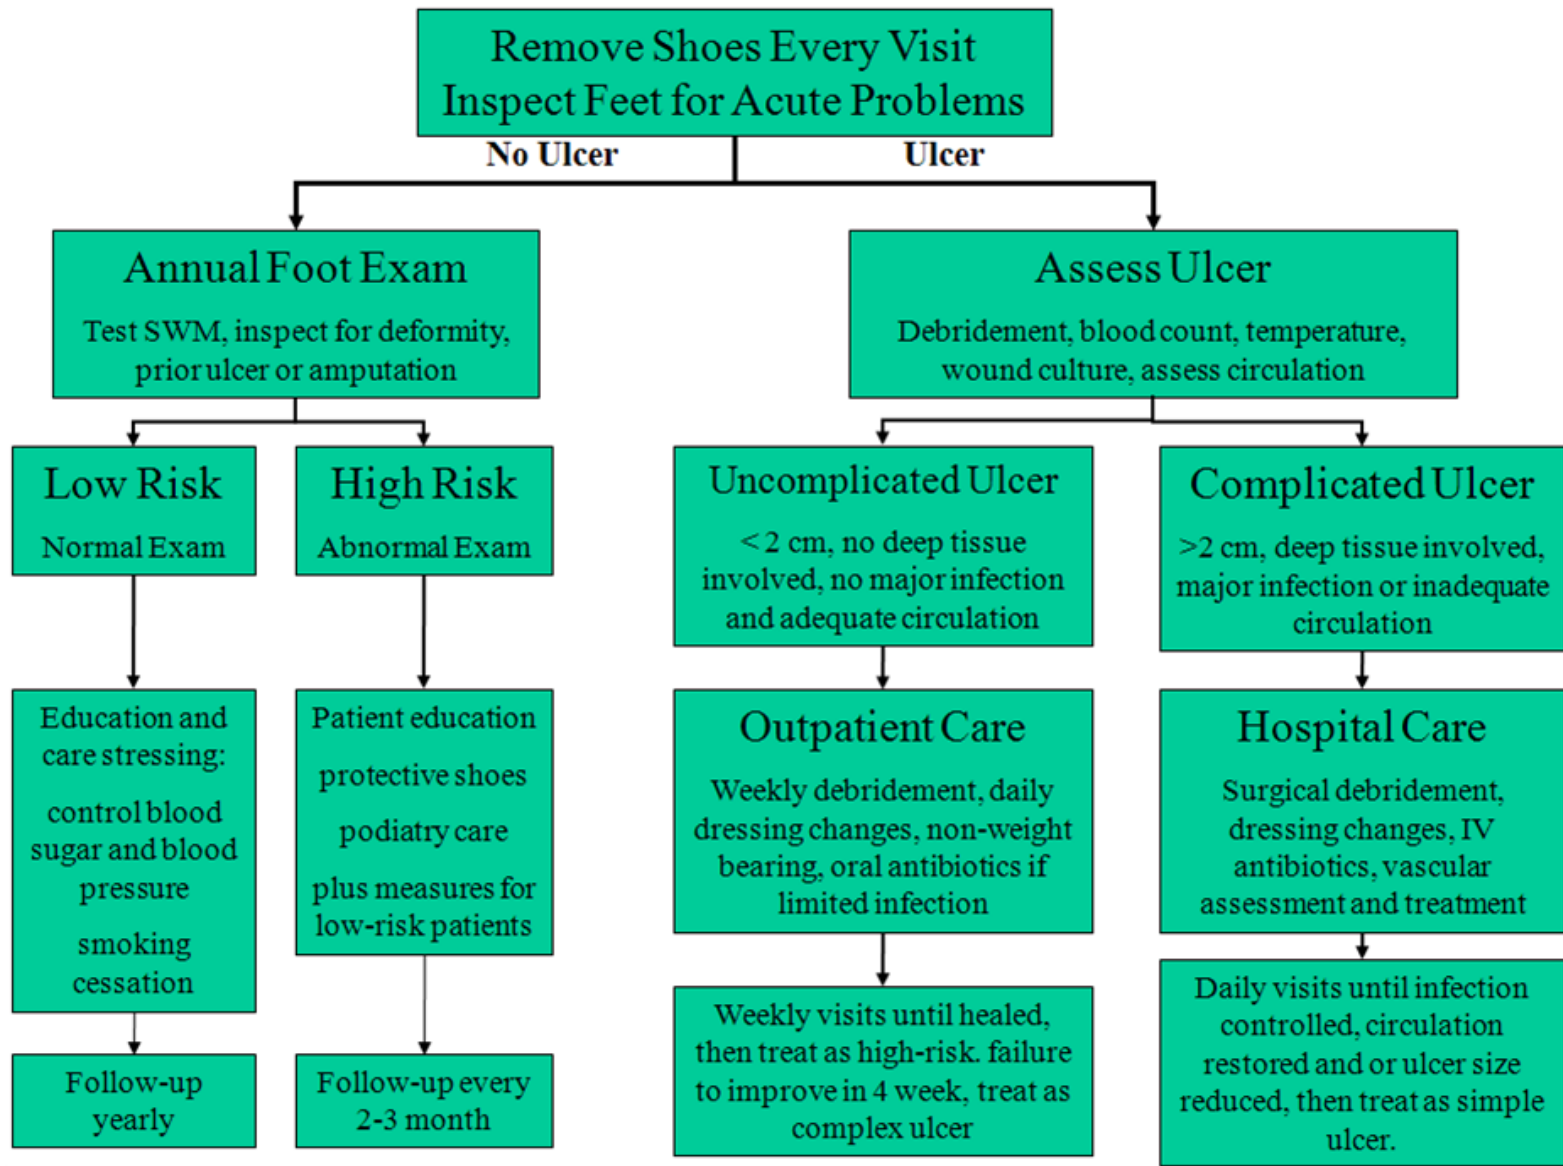 Remove Shoes Every Visit
Inspect Feet for Acute Problems
No Ulcer
Ulcer
Annual Foot Exam
Test SWM, inspect for deformity,
prior ulcer or amputation
Assess Ulcer
Debridement, blood count, temperature,
wound culture, assess circulation
Low Risk
Normal Exam
High Risk
Abnormal Exam
Uncomplicated Ulcer
< 2 cm, no deep tissue
involved, no major infection
and adequate circulation
Complicated Ulcer
>2 cm, deep tissue involved,
major infection or inadequate
circulation
Education and
care stressing:
control blood
sugar and blood
pressure
smoking
cessation
Patient education
protective shoes
podiatry care
plus measures for
low-risk patients
Outpatient Care
Weekly debridement, daily
dressing changes, non-weight
bearing, oral antibiotics if
limited infection
Hospital Care
Surgical debridement,
dressing changes, IV
antibiotics, vascular
assessment and treatment
Follow-up
yearly
Follow-up every
2-3 month
Weekly visits until healed,
then treat as high-risk. failure
to improve in 4 week, treat as
complex ulcer
Daily visits until infection
controlled, circulation
restored and or ulcer size
reduced, then treat as simple
ulcer.